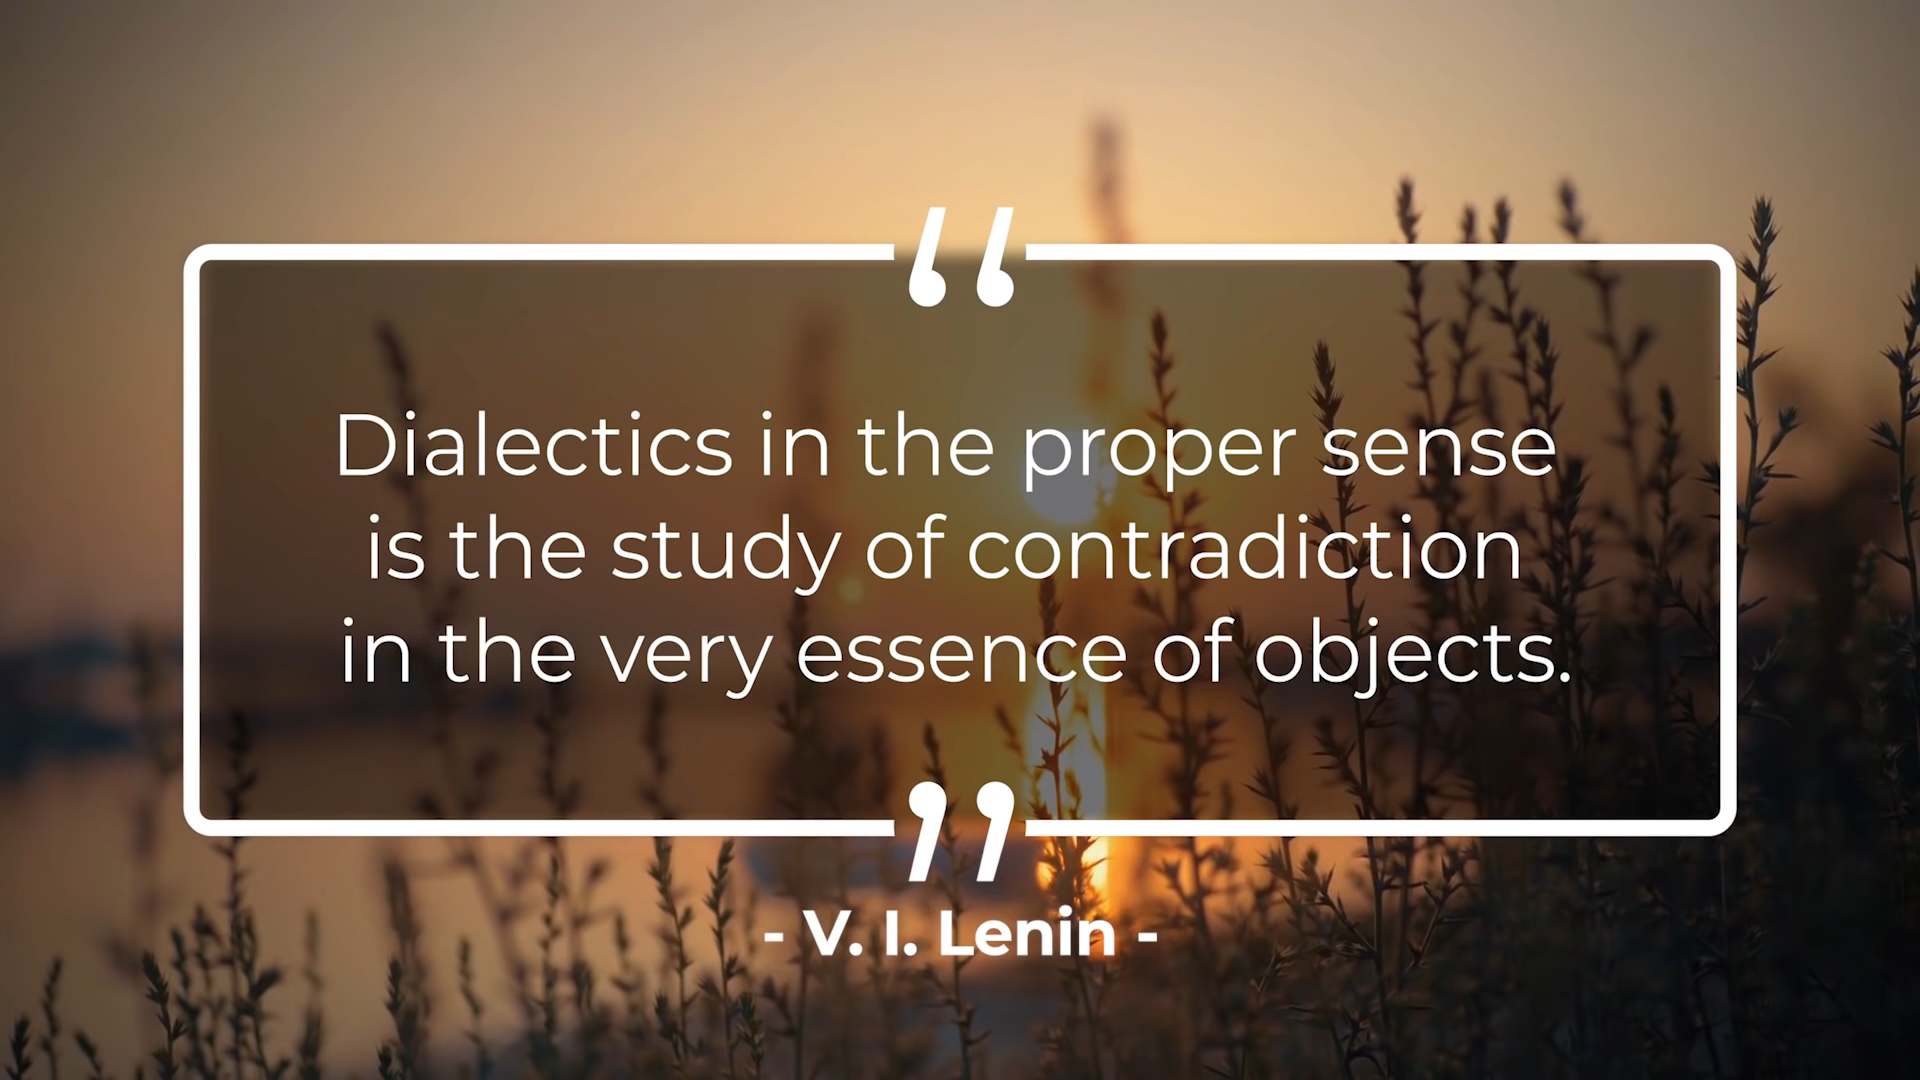 “
Dialectics in the proper sense
is the study of contradiction
in the very essence of objects.
”
- V. I. Lenin -